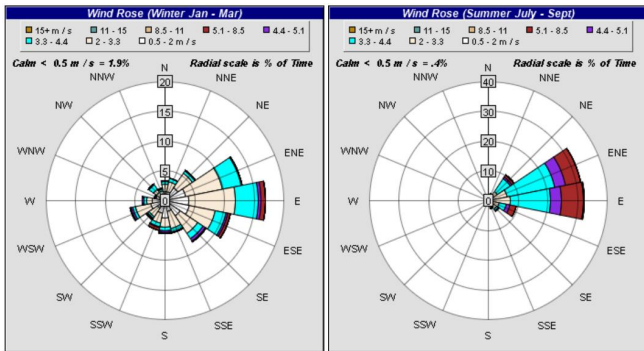 Wind Rose (Winter Jan - Mar)
15+ m / s 11 - 15 8.5 - 11 5.1 - 8.5 4.4 - 5.1
3.3 - 4.4 2 - 3.3 0.5 - 2 m / s
Calm < 0.5 m / s = 1.9% Radial scale is % of Time
N
NNE
NE
ENE
E
ESE
SE
SSE
S
SSW
SW
WSW
W
WNW
NW
NNW
20
15
10
5
0
Wind Rose (Summer July - Sept)
15+ m / s 11 - 15 8.5 - 11 5.1 - 8.5 4.4 - 5.1
3.3 - 4.4 2 - 3.3 0.5 - 2 m / s
Calm < 0.5 m / s = .4% Radial scale is % of Time
N
NNE
NE
ENE
E
ESE
SE
SSE
S
SSW
SW
WSW
W
WNW
NW
NNW
40
30
20
10
0